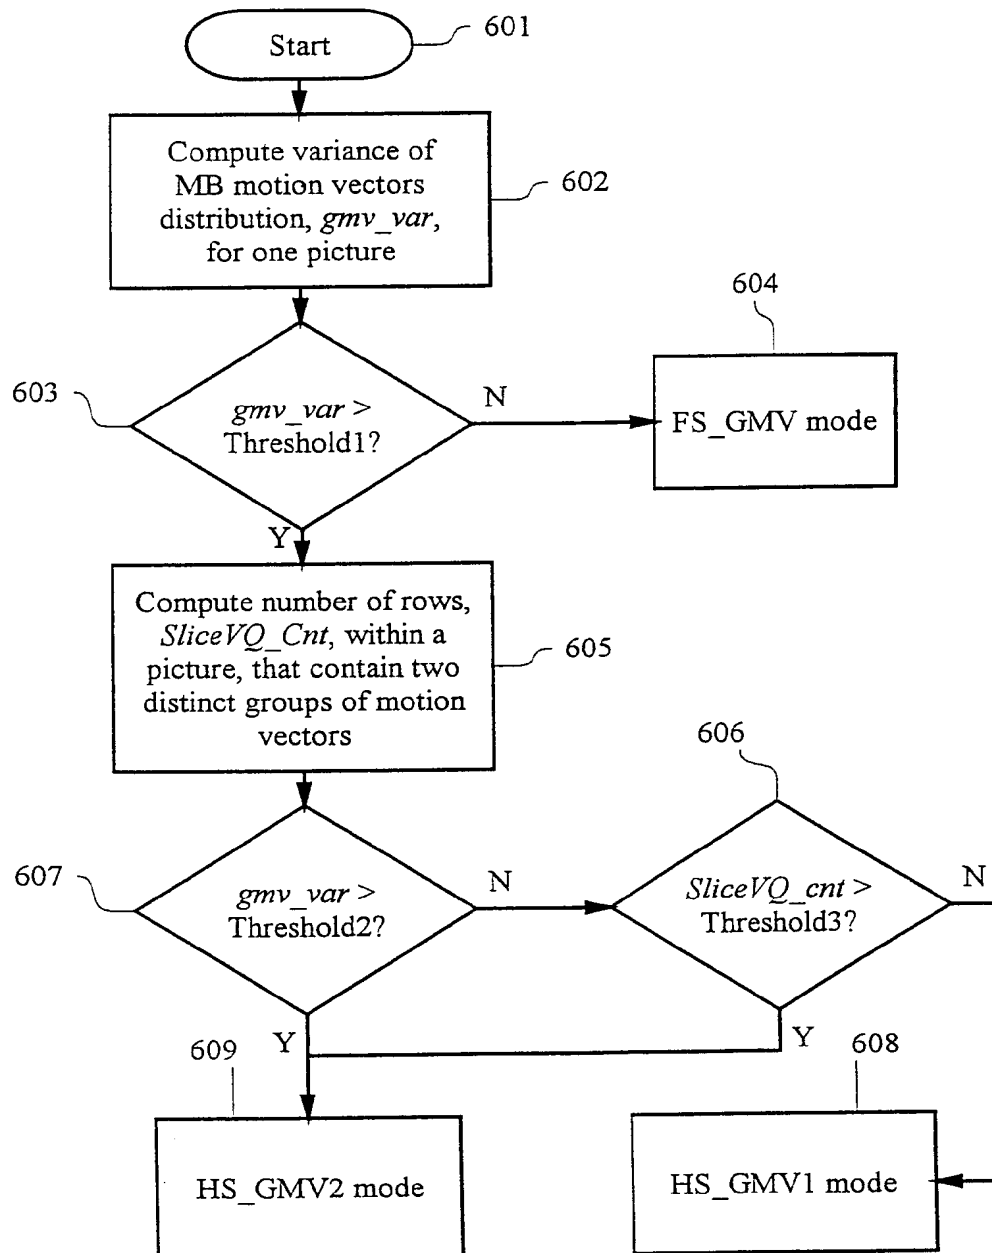 Start
601
Compute variance of
MB motion vectors
distribution, gmv_var,
for one picture
602
604
603
gmv_var >
Threshold1?
N
FS_GMV mode
Y
Compute number of rows,
SliceVQ_Cnt, within a
picture, that contain two
distinct groups of motion
vectors
605
606
607
gmv_var >
Threshold2?
N
SliceVQ_cnt >
Threshold3?
N
Y
Y
609
608
HS_GMV2 mode
HS_GMV1 mode